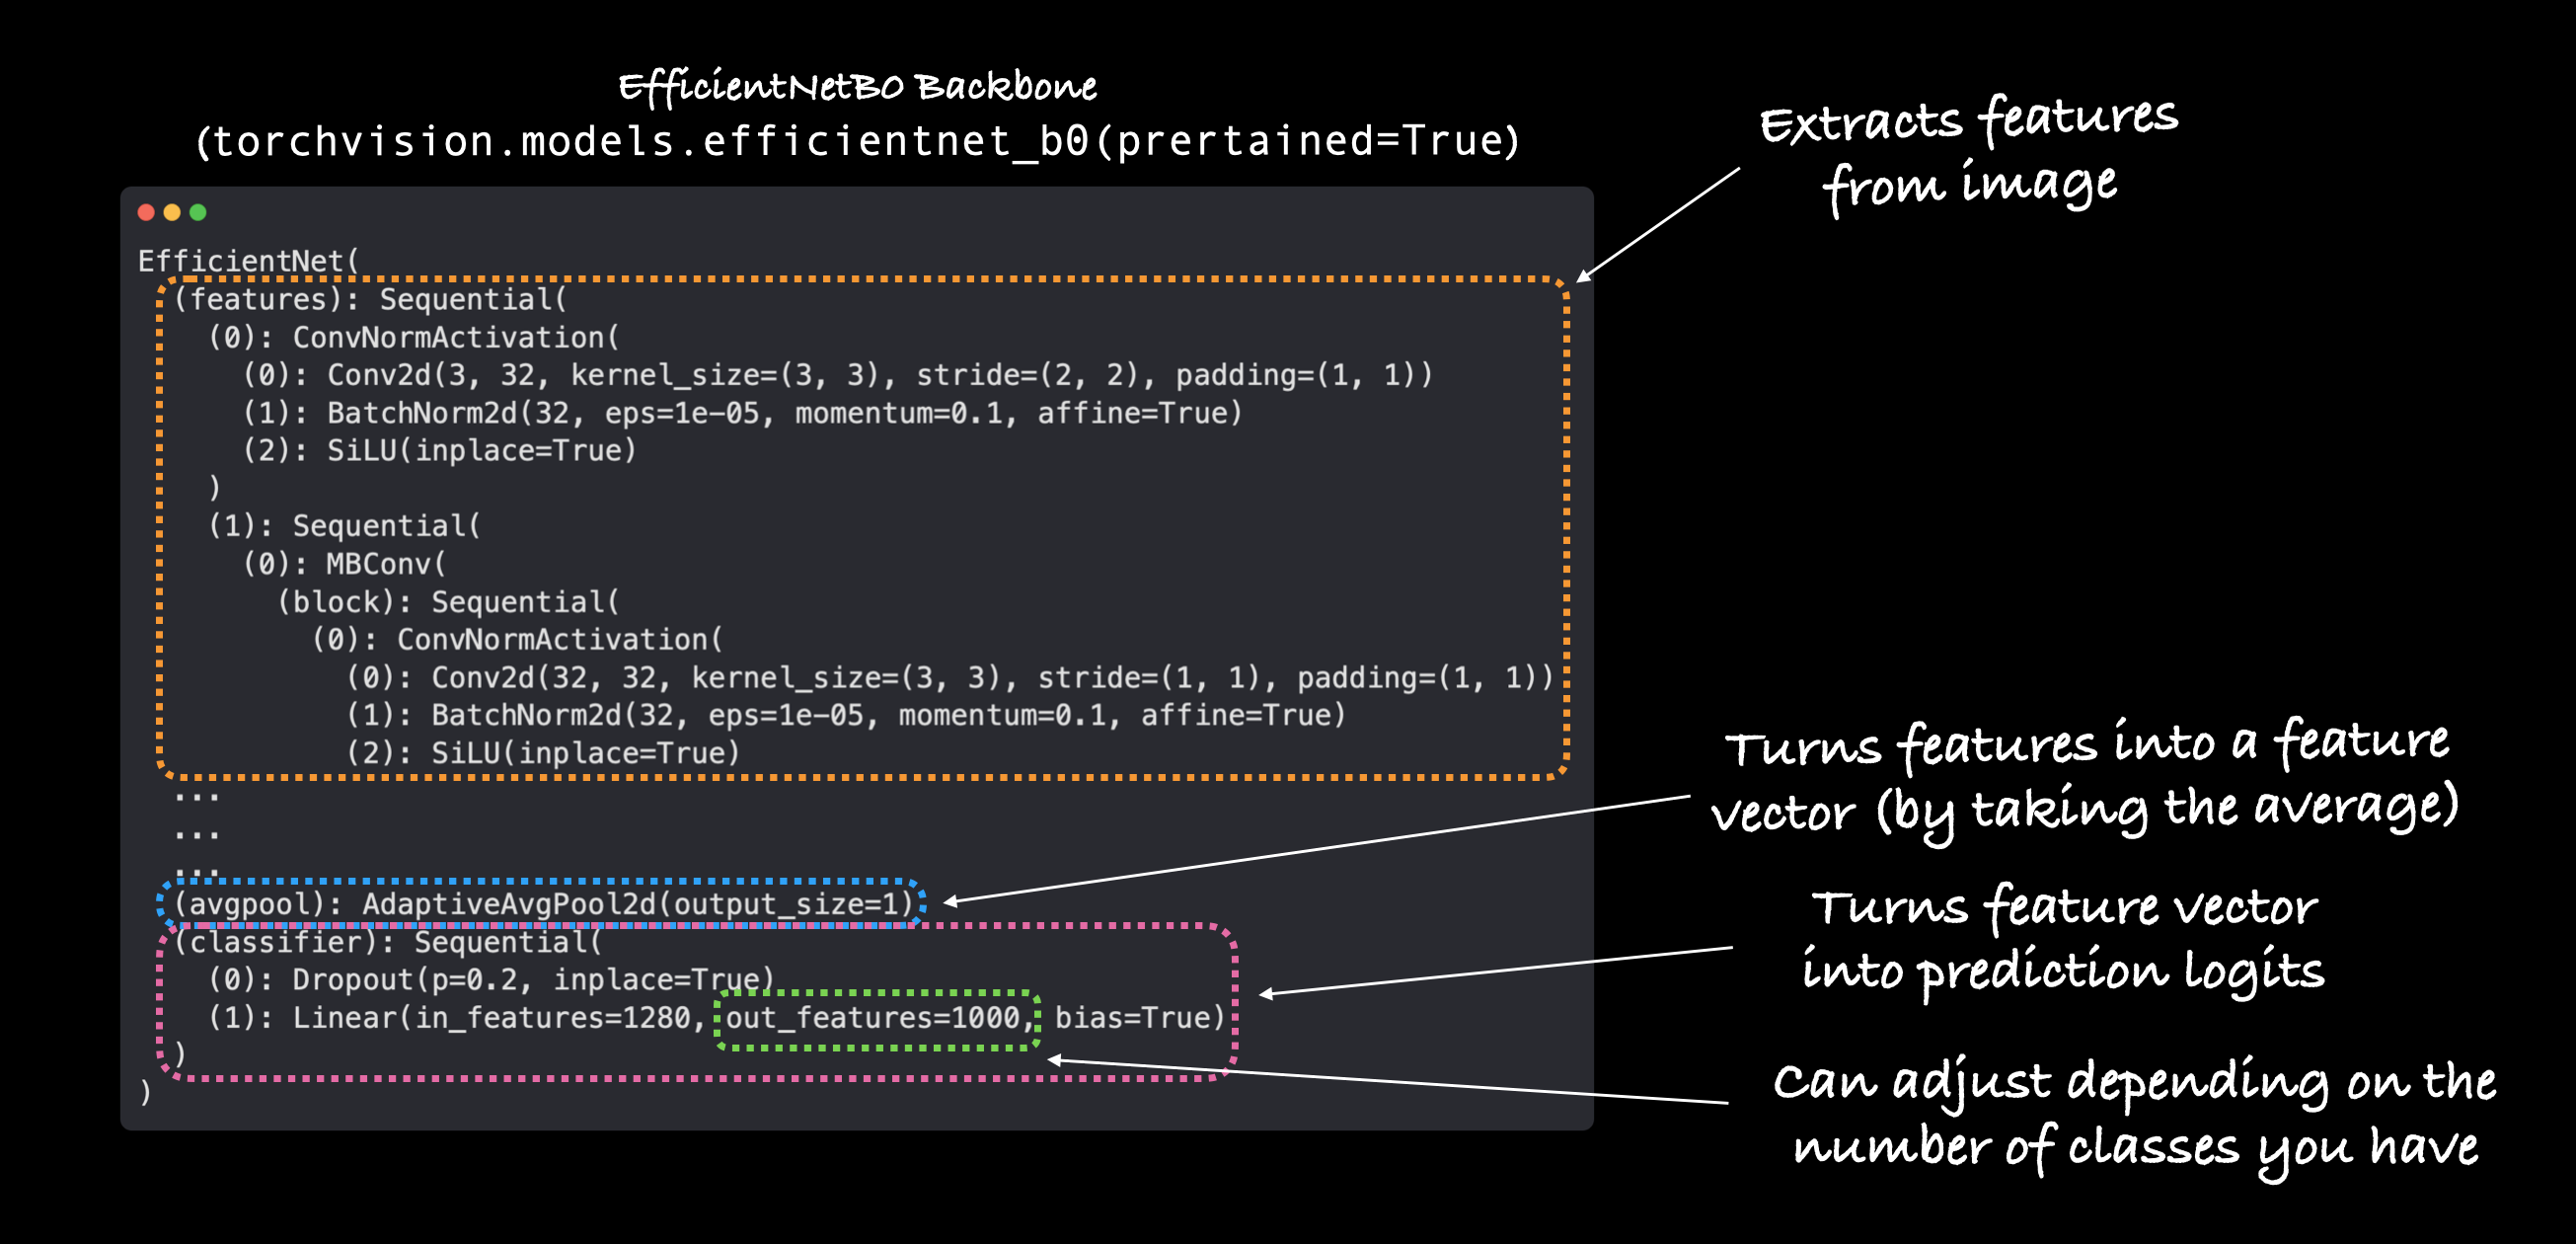 EfficientNetB0 Backbone
(torchvision.models.efficientnet_b0(prertained=True)
Extracts features
from image
EfficientNet(
(features): Sequential(
(0): ConvNormActivation(
(0): Conv2d(3, 32, kernel_size=(3, 3), stride=(2, 2), padding=(1, 1))
(1): BatchNorm2d(32, eps=1e-05, momentum=0.1, affine=True)
(2): SiLU(inplace=True)
)
(1): Sequential(
(0): MBConv(
(block): Sequential(
(0): ConvNormActivation(
(0): Conv2d(32, 32, kernel_size=(3, 3), stride=(1, 1), padding=(1, 1))
(1): BatchNorm2d(32, eps=1e-05, momentum=0.1, affine=True)
(2): SiLU(inplace=True)
...
...
...
(avgpool): AdaptiveAvgPool2d(output_size=1)
(classifier): Sequential(
(0): Dropout(p=0.2, inplace=True)
(1): Linear(in_features=1280, out_features=1000, bias=True)
)
)
Turns features into a feature
vector (by taking the average)
Turns feature vector
into prediction logits
Can adjust depending on the
number of classes you have